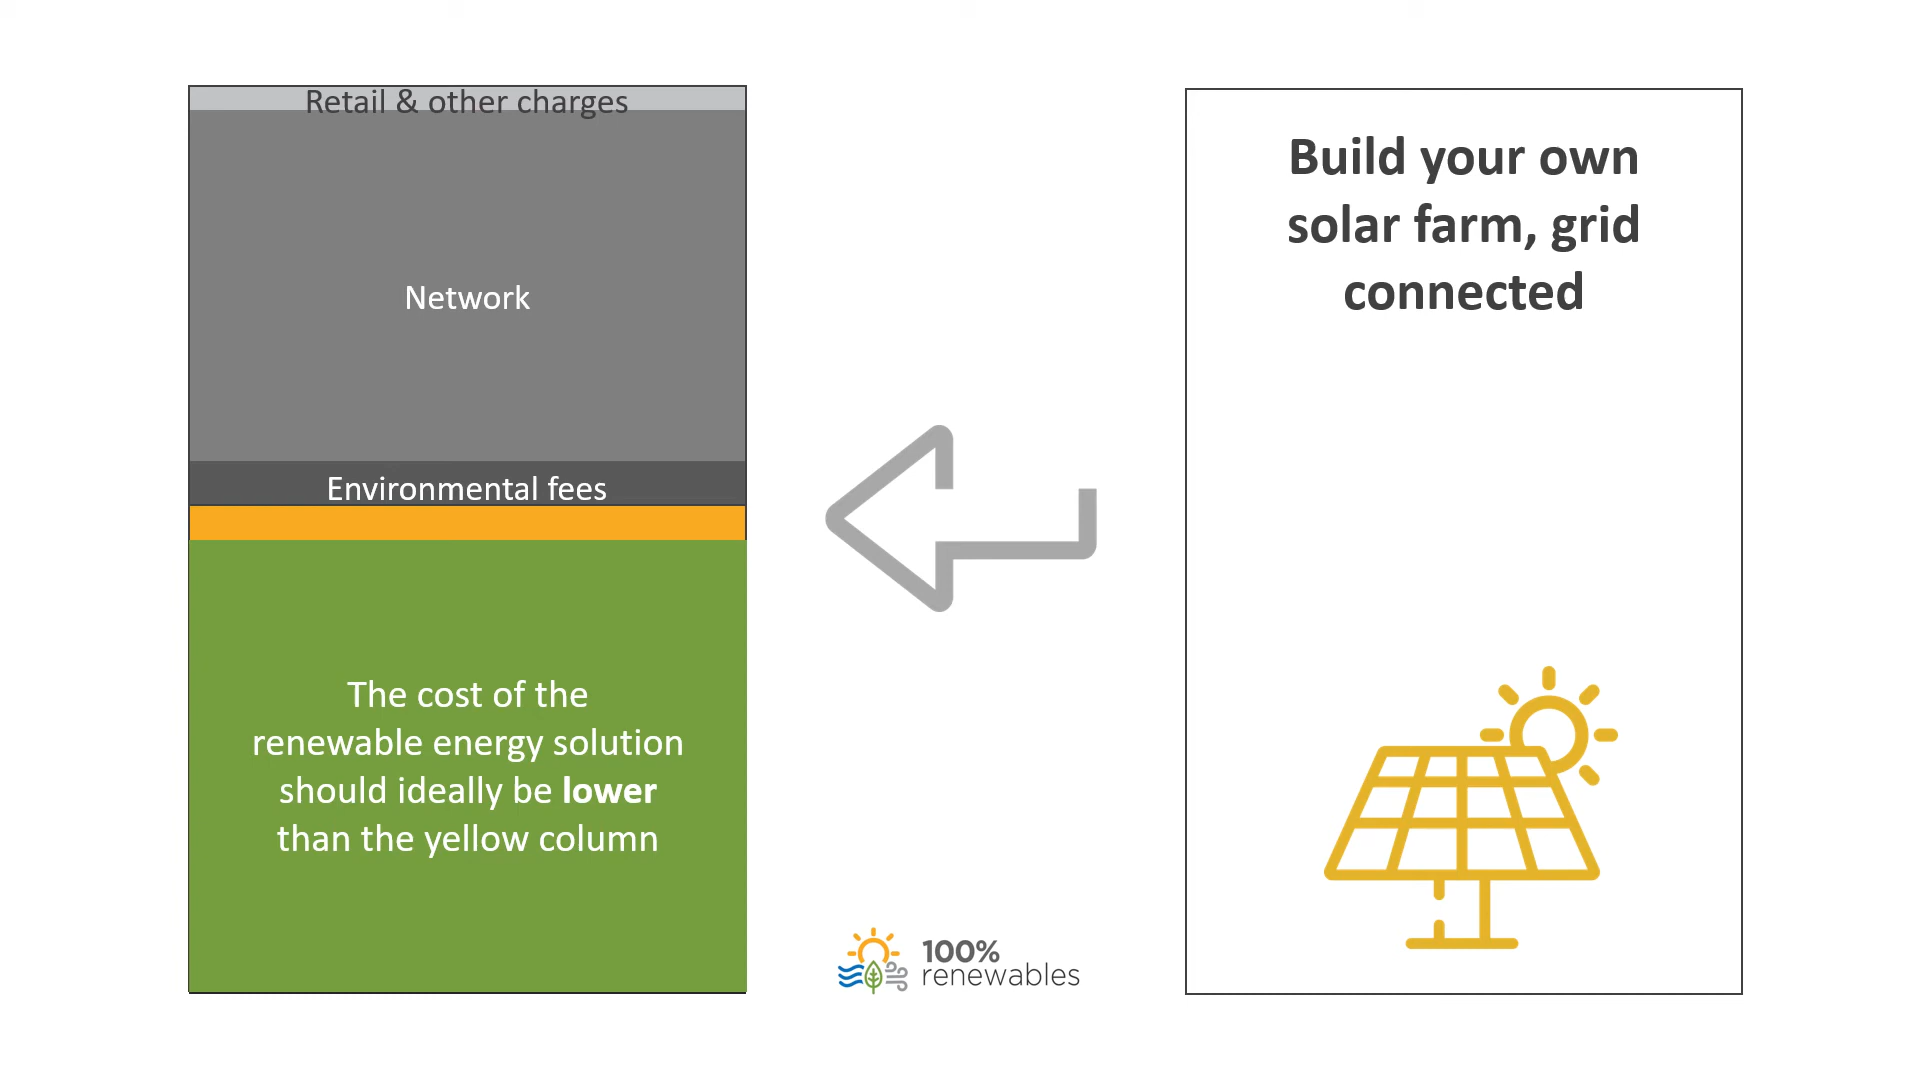 Retail & other charges
Network
Environmental fees
The cost of the
renewable energy solution
should ideally be lower
than the yellow column
Build your own
solar farm, grid
connected
100%
renewables